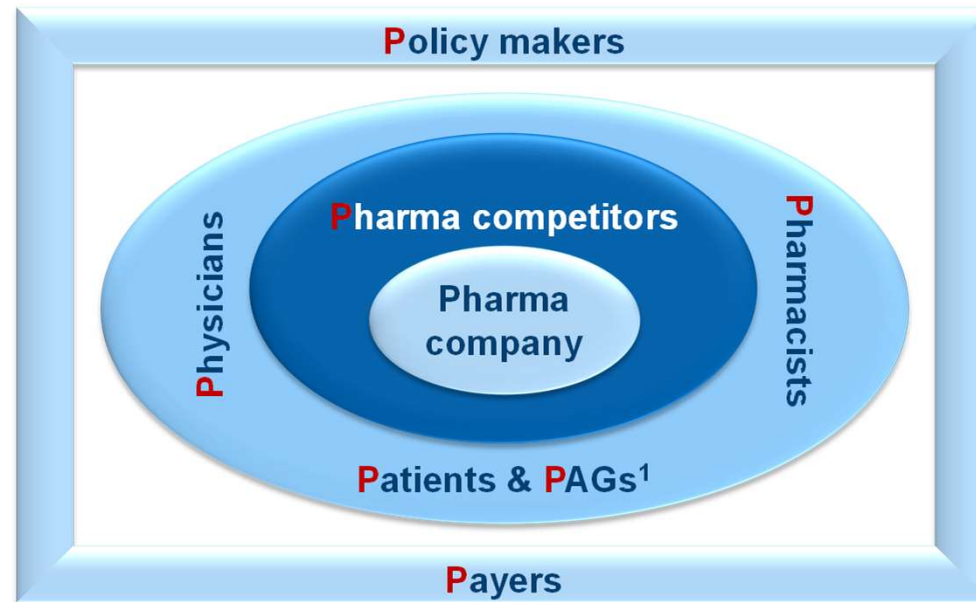 Policy makers
Pharma competitors
Physicians
Pharmacists
Pharma
company
Patients & PAGs¹
Payers